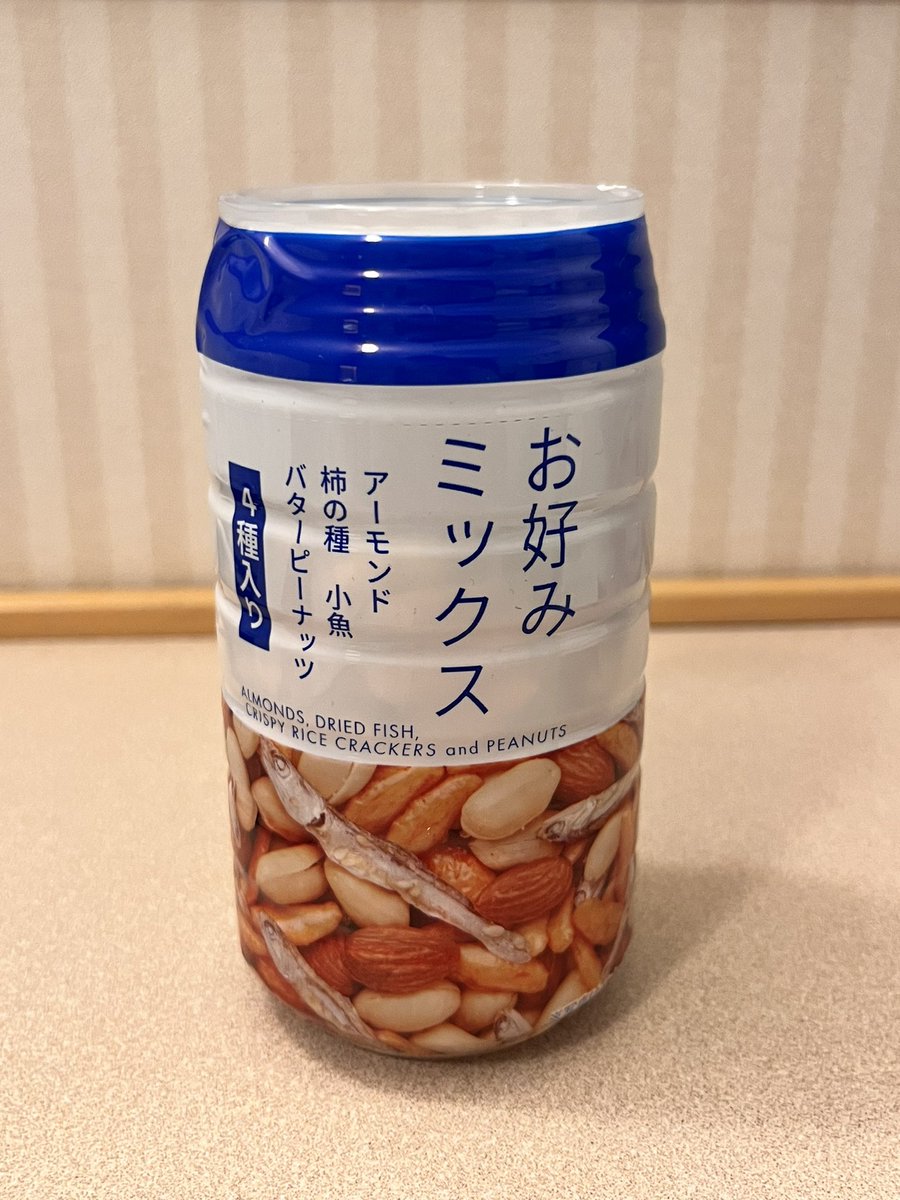 お好み
ミックス
アーモンド
柿の種 小魚
バターピーナッツ
4種入り
ALMONDS, DRIED FISH,
CRISPY RICE CRACKERS and PEANUTS